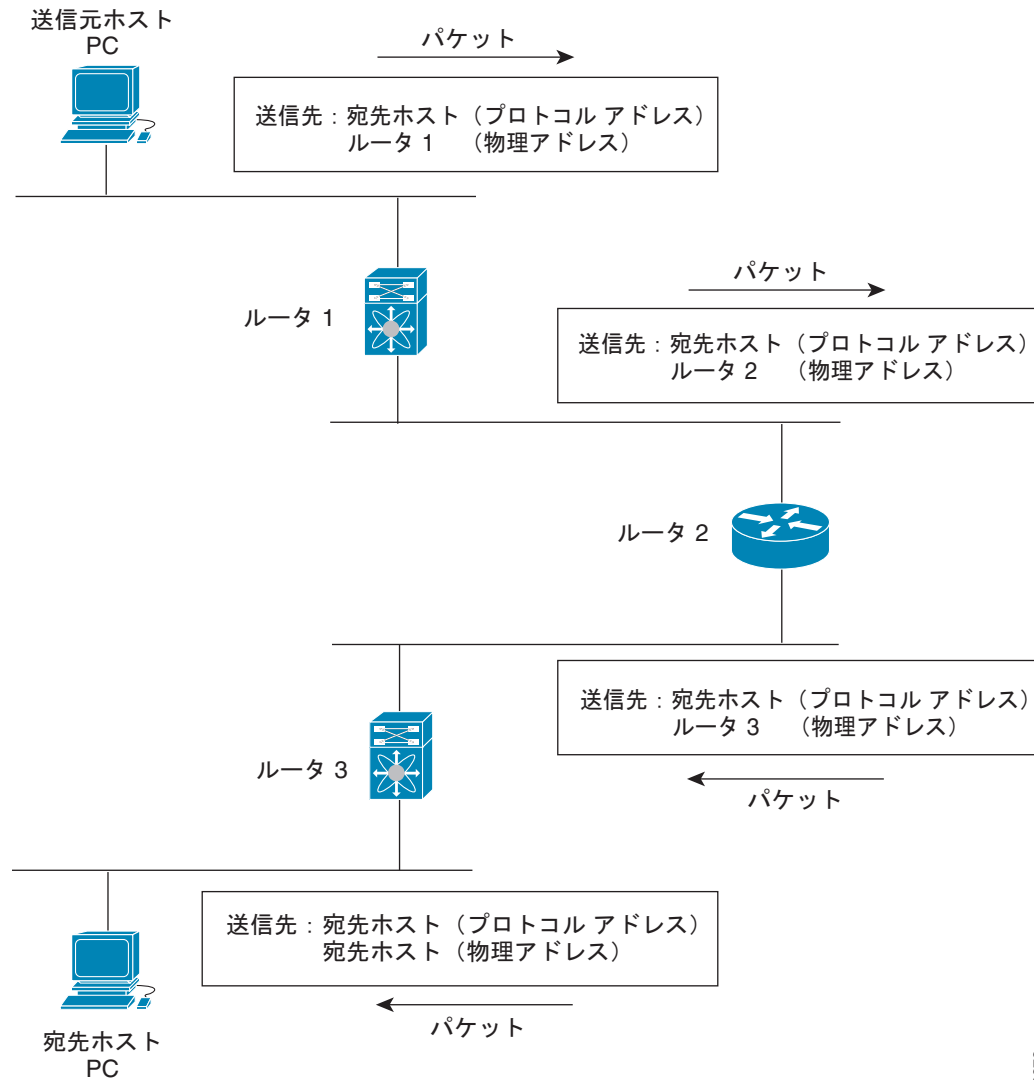 送信元ホスト
PC
パケット
送信先：宛先ホスト（プロトコル アドレス）
ルータ 1 （物理アドレス）
パケット
ルータ 1
送信先：宛先ホスト（プロトコル アドレス）
ルータ 2 （物理アドレス）
ルータ 2
送信先：宛先ホスト（プロトコル アドレス）
ルータ 3 （物理アドレス）
ルータ 3
パケット
送信先：宛先ホスト（プロトコル アドレス）
宛先ホスト（物理アドレス）
パケット
宛先ホスト
PC